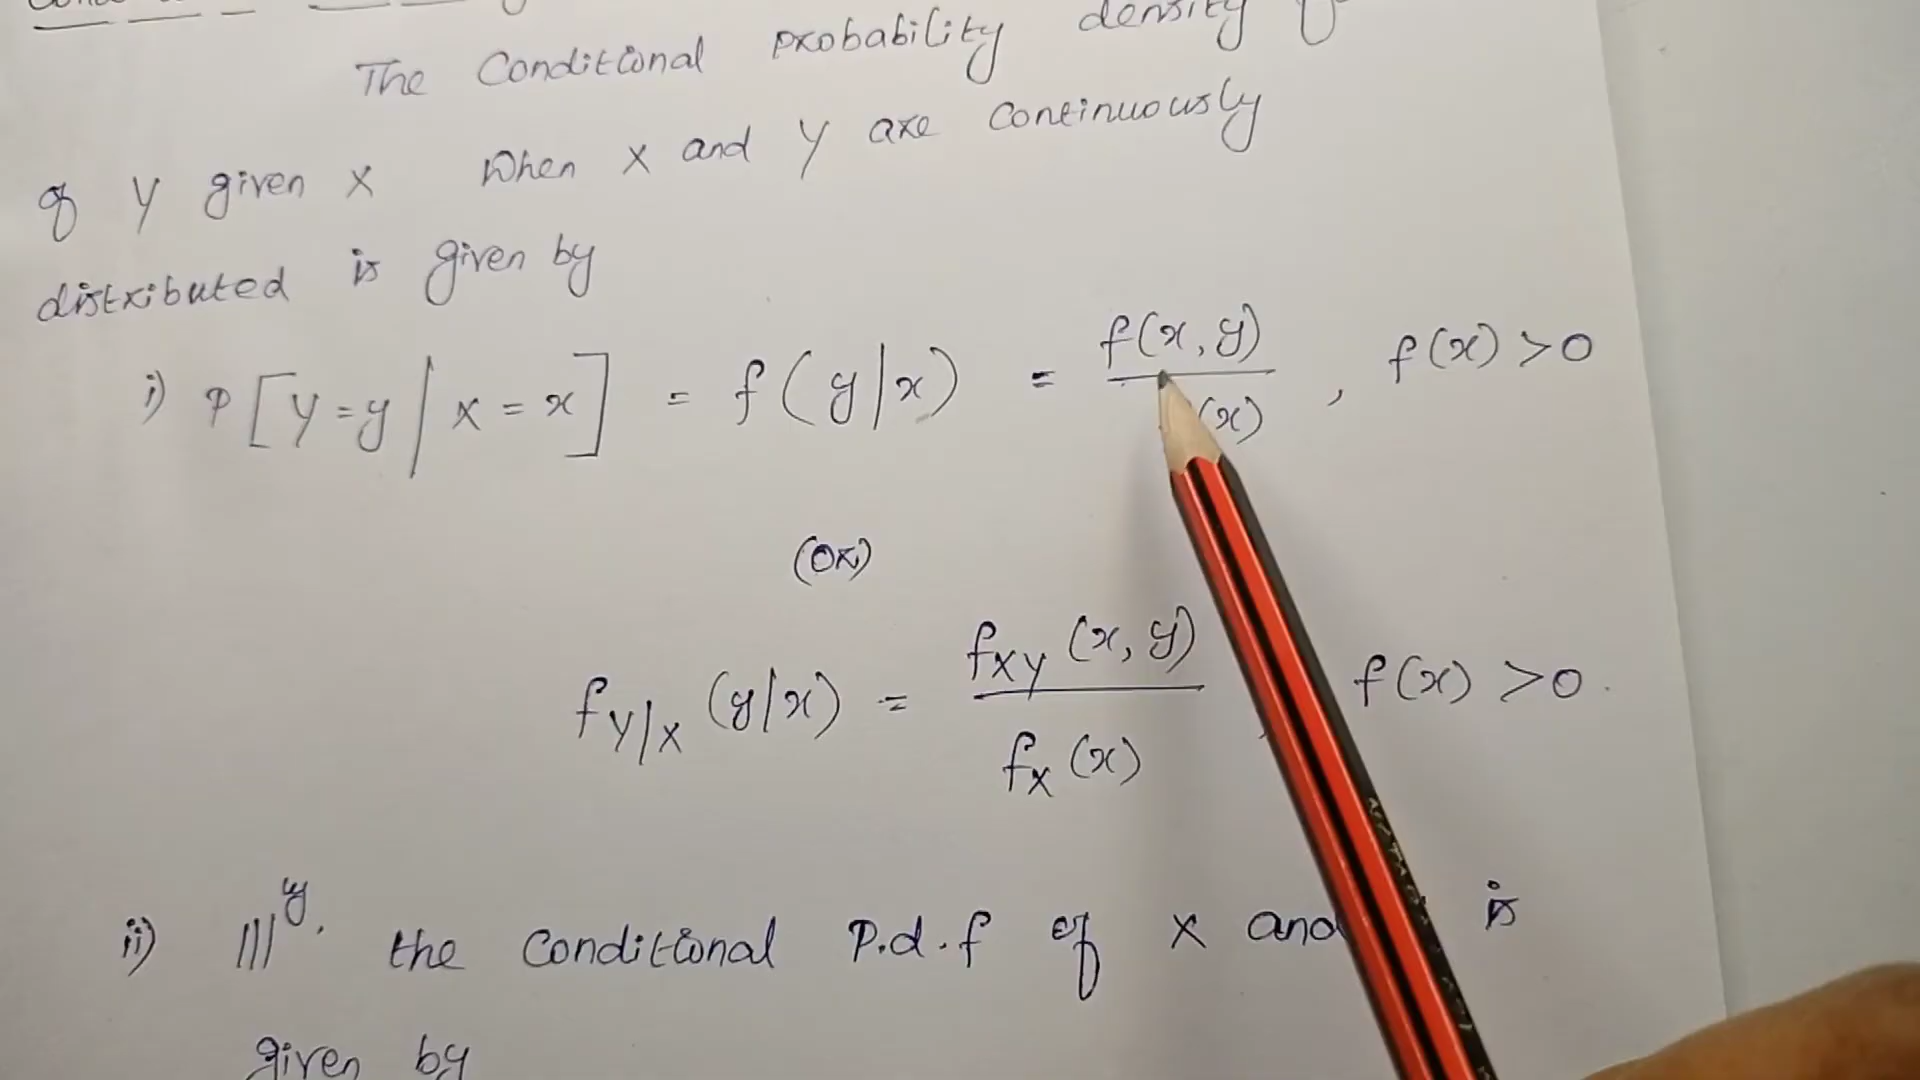 The Conditional probability density
of Y given X When X and Y are Continuously
distributed is given by
i) P[Y=y/X=x] = f(y/x) = f(x,y)/(x) , f(x)>0
(or)
fY/X (y/x) = fXY (x,y)/fX (x) f(x) >0.
ii) |||ly. the Conditional P.d.f of X and is
given by